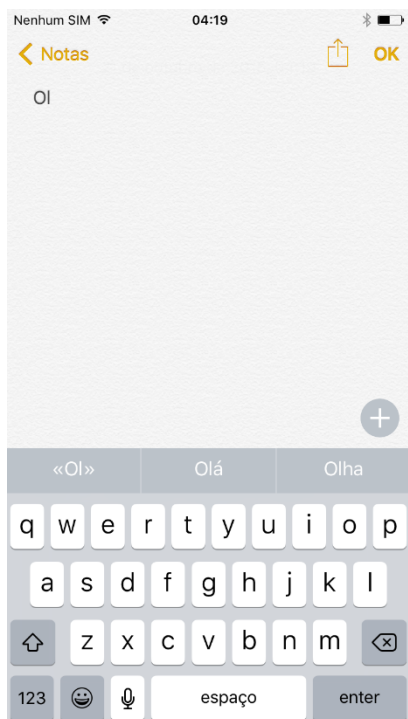 Nenhum SIM 04:19
Notas OK
Ol
«Ol» Olá Olha
q w e r t y u i o p
a s d f g h j k l
z x c v b n m
123 espaço enter